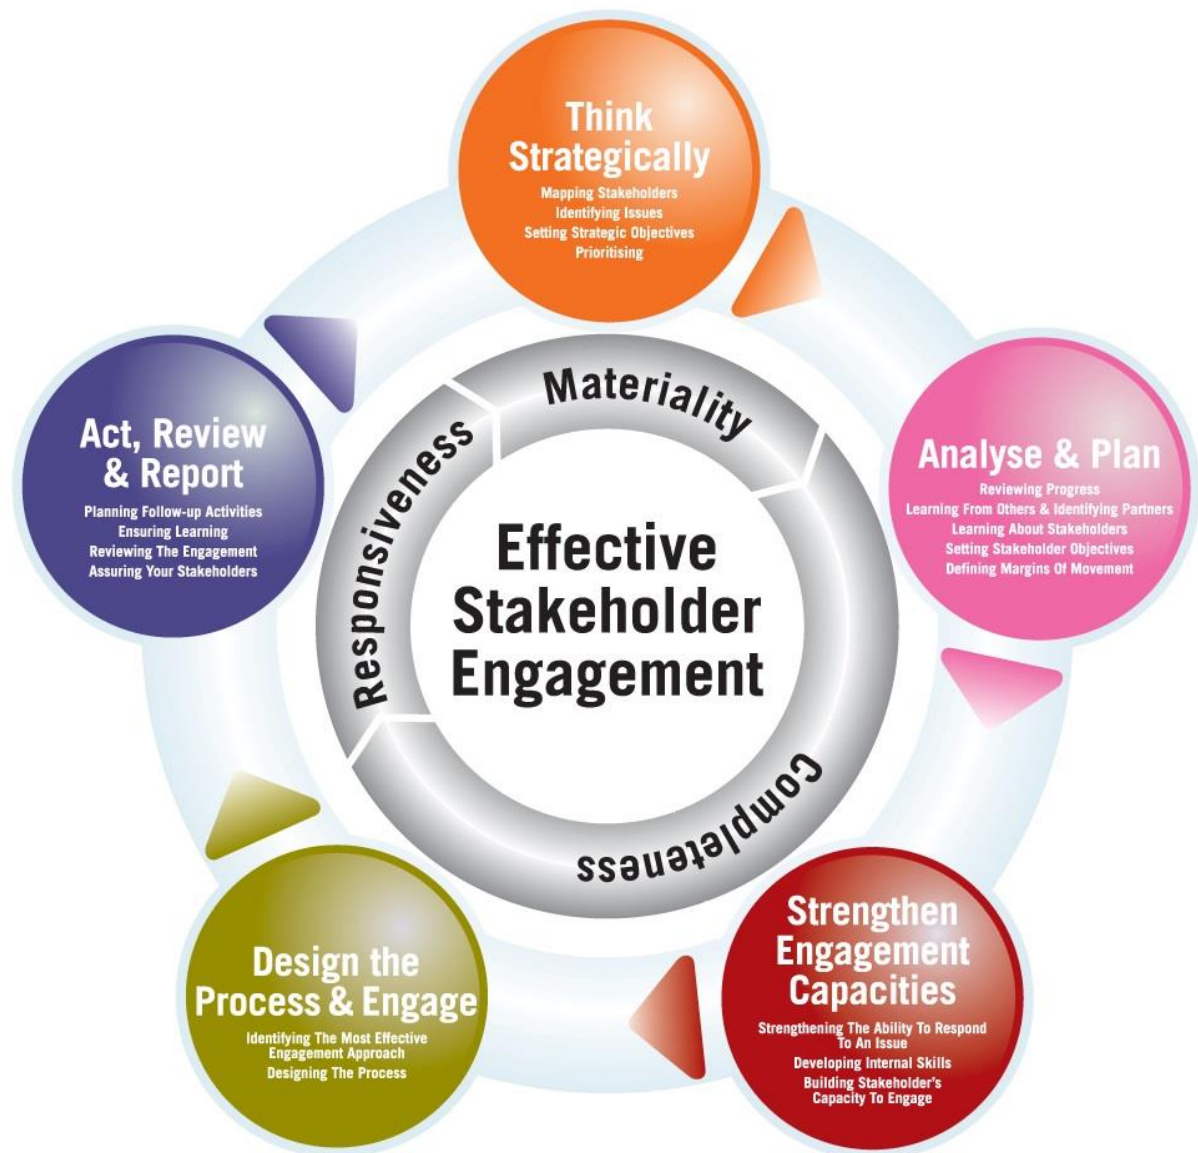 Think
Strategically
Mapping Stakeholders
Identifying Issues
Setting Strategic Objectives
Prioritising
Analyse & Plan
Reviewing Progress
Learning From Others & Identifying Partners
Learning About Stakeholders
Setting Stakeholder Objectives
Defining Margins Of Movement
Strengthen
Engagement
Capacities
Strengthening The Ability To Respond
To An Issue
Developing Internal Skills
Building Stakeholder's
Capacity To Engage
Design the
Process & Engage
Identifying The Most Effective
Engagement Approach
Designing The Process
Act, Review
& Report
Planning Follow-up Activities
Ensuring Learning
Reviewing The Engagement
Assuring Your Stakeholders
Materiality
Completeness
Responsiveness
Effective
Stakeholder
Engagement